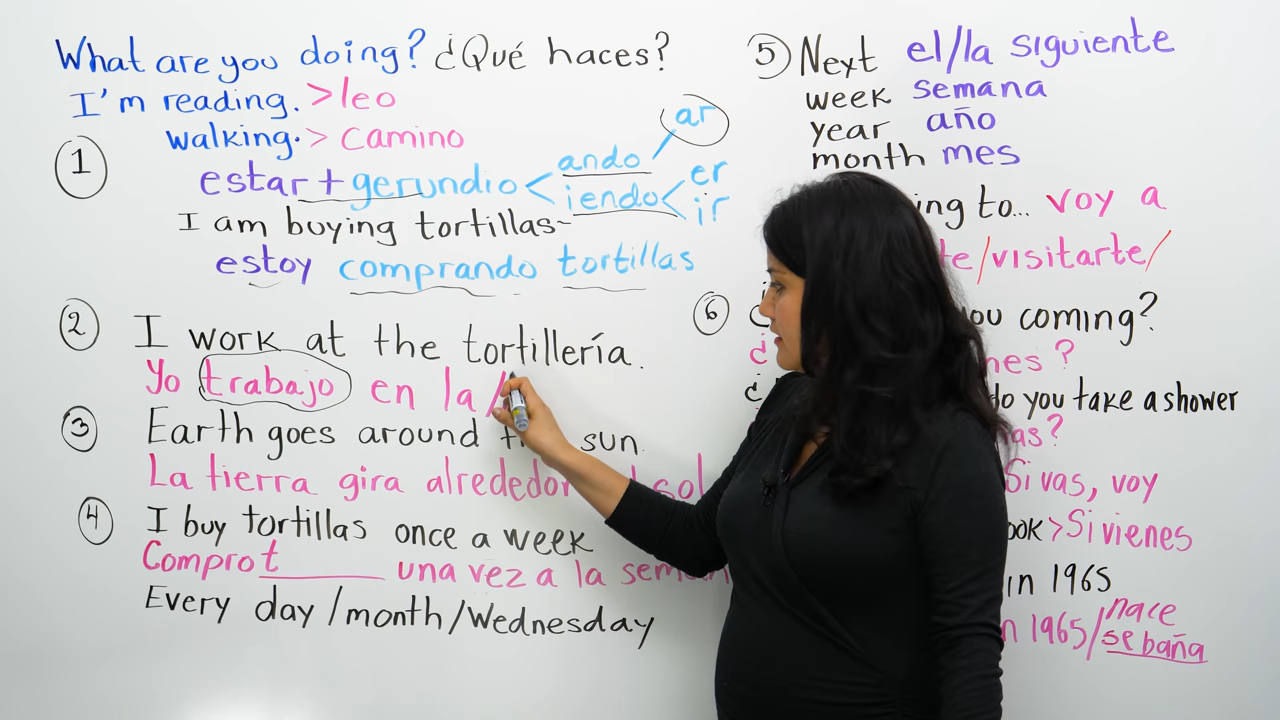 What are you doing? ¿Qué haces?
I'm reading. > leo
walking. > camino
1 estar + gerundio < ando / ar
iendo < er
ir
I am buying tortillas~
estoy comprando tortillas
2 I work at the tortillería.
Yo trabajo en la
3 Earth goes around sun.
La tierra gira alrededor sol
4 I buy tortillas once a week
Compro t______ una vez a la
Every day / month / Wednesday
5 Next el/la siguiente
week semana
year año
month mes
to... voy a
/visitarte/
6 coming?
?
you take a shower
?
Si vas, voy
> Si vienes
in 1965
1965/nace
se baña